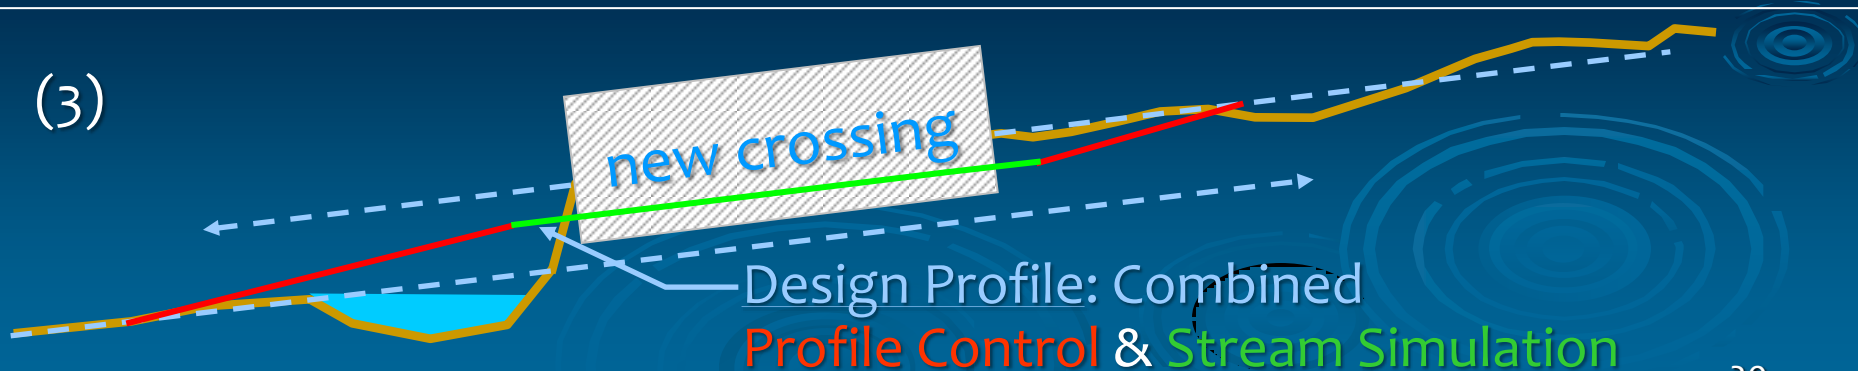 (3)
new crossing
Design Profile: Combined
Profile Control & Stream Simulation